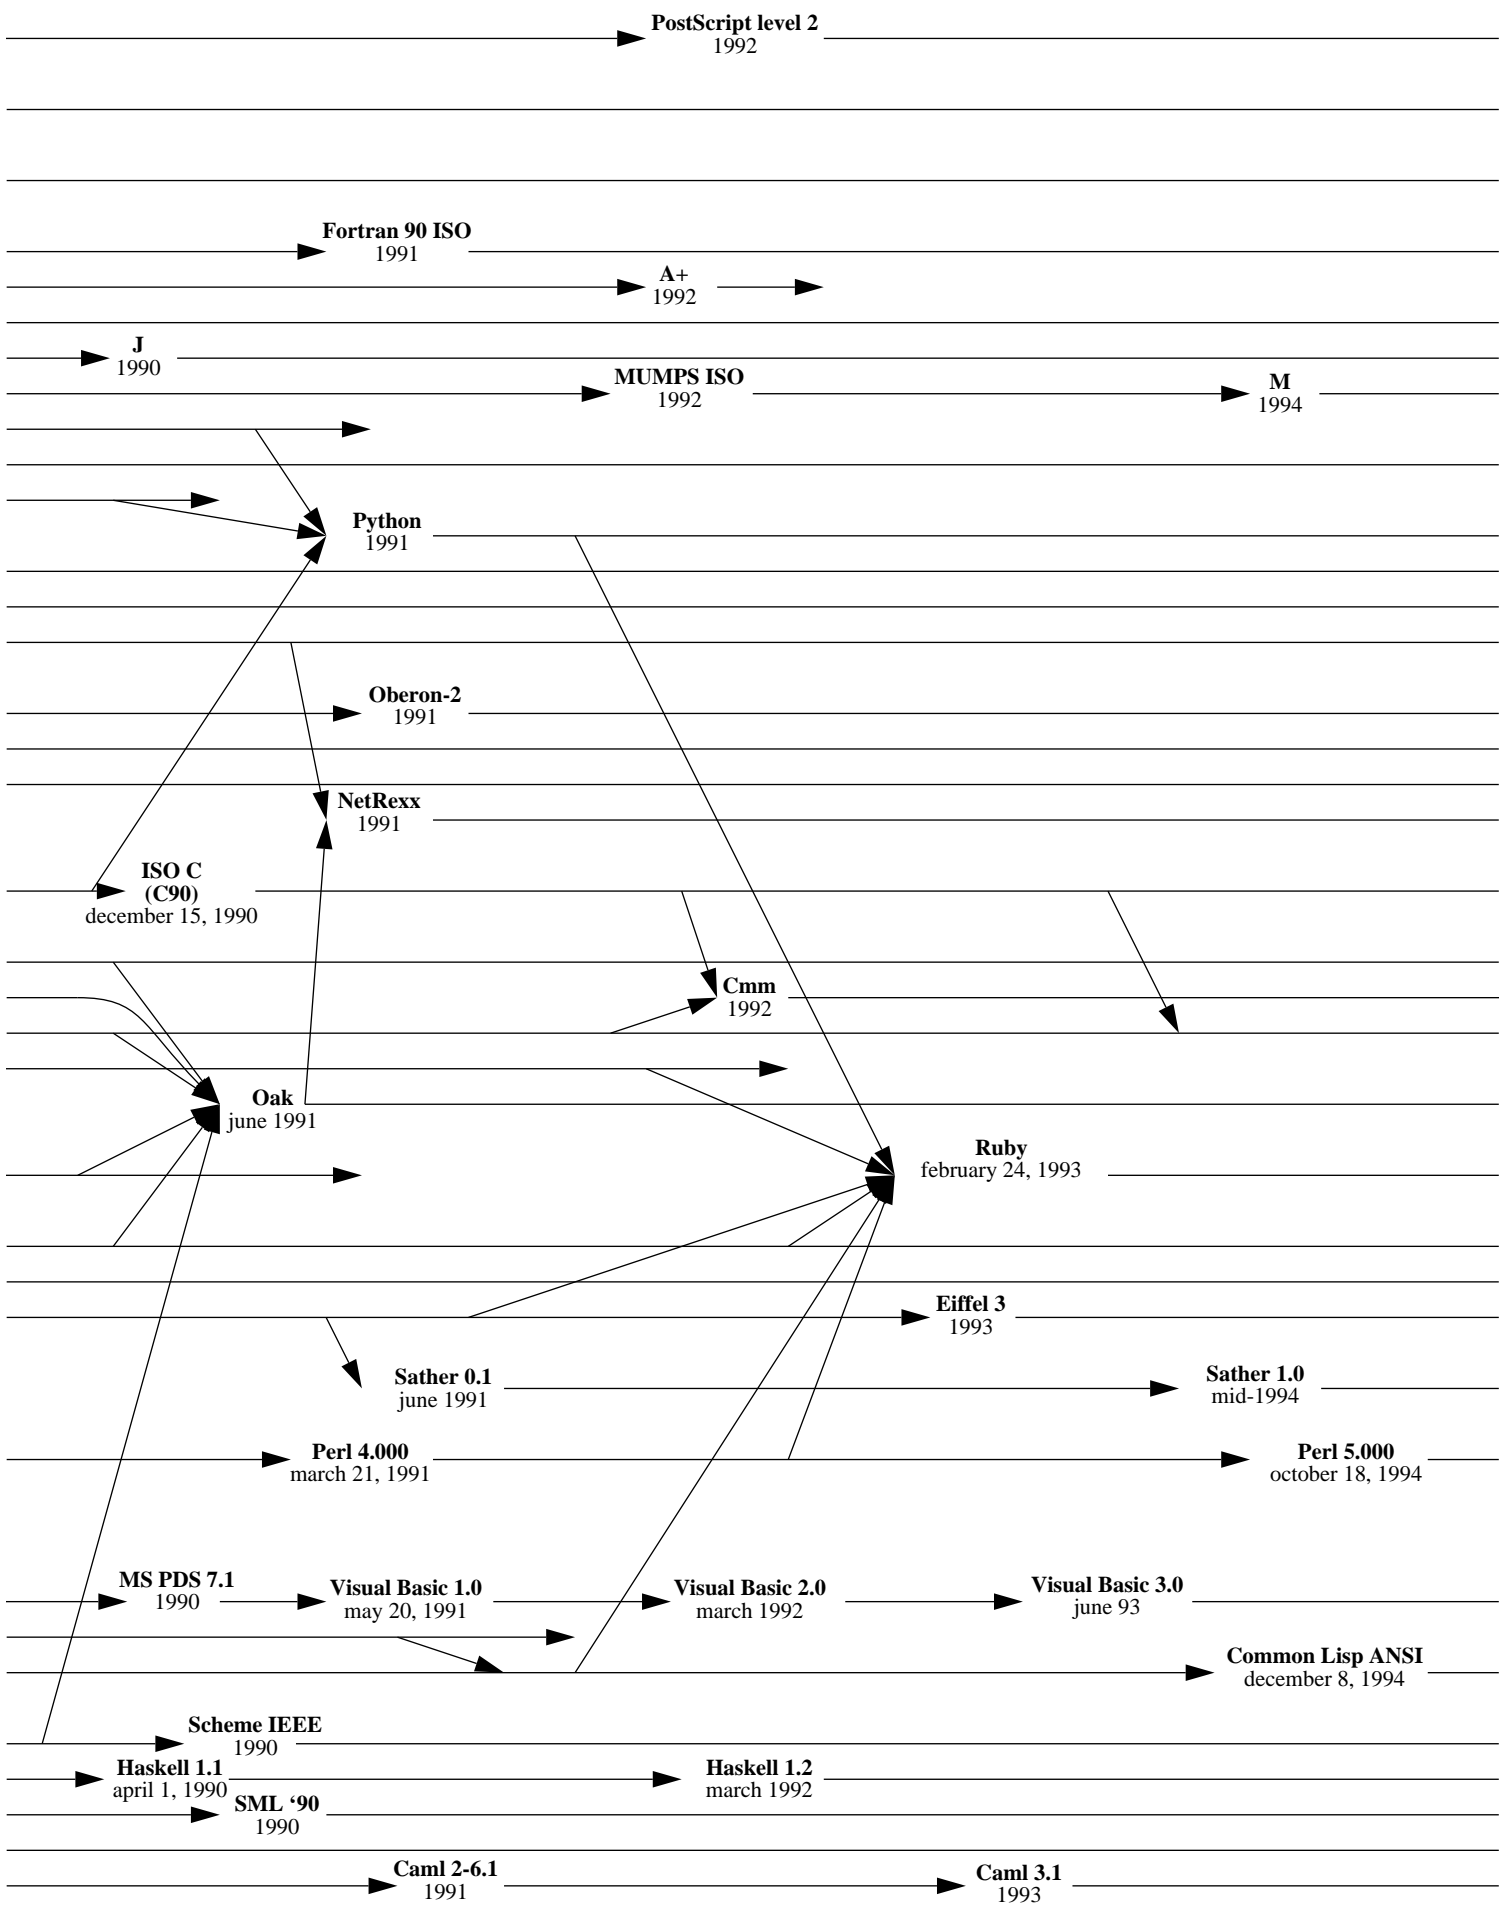 PostScript level 2
1992
Fortran 90 ISO
1991
A+
1992
J
1990
MUMPS ISO
1992
M
1994
Python
1991
Oberon-2
1991
NetRexx
1991
ISO C
(C90)
december 15, 1990
Cmm
1992
Oak
june 1991
Ruby
february 24, 1993
Eiffel 3
1993
Sather 0.1
june 1991
Sather 1.0
mid-1994
Perl 4.000
march 21, 1991
Perl 5.000
october 18, 1994
MS PDS 7.1
1990
Visual Basic 1.0
may 20, 1991
Visual Basic 2.0
march 1992
Visual Basic 3.0
june 93
Common Lisp ANSI
december 8, 1994
Scheme IEEE
1990
Haskell 1.1
april 1, 1990
Haskell 1.2
march 1992
SML ‘90
1990
Caml 2-6.1
1991
Caml 3.1
1993